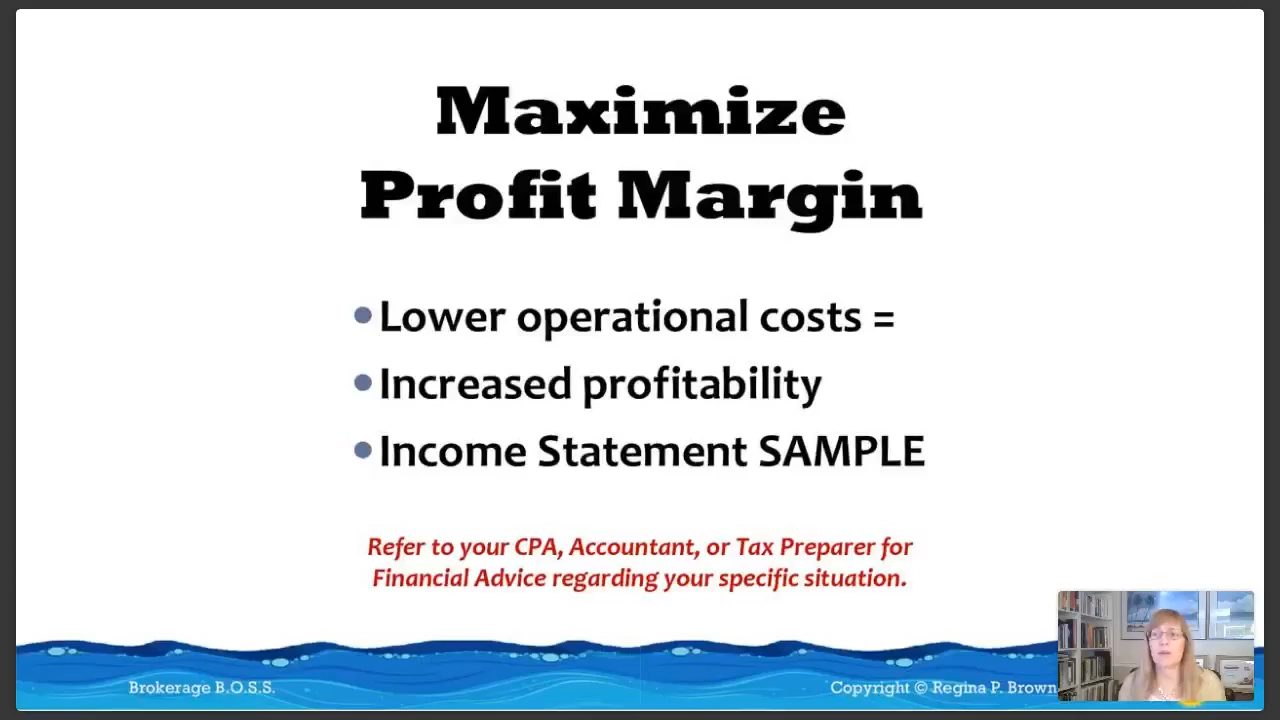 Maximize
Profit Margin
Lower operational costs =
Increased profitability
Income Statement SAMPLE
Refer to your CPA, Accountant, or Tax Preparer for
Financial Advice regarding your specific situation.
Brokerage B.O.S.S.
Copyright © Regina P. Brown